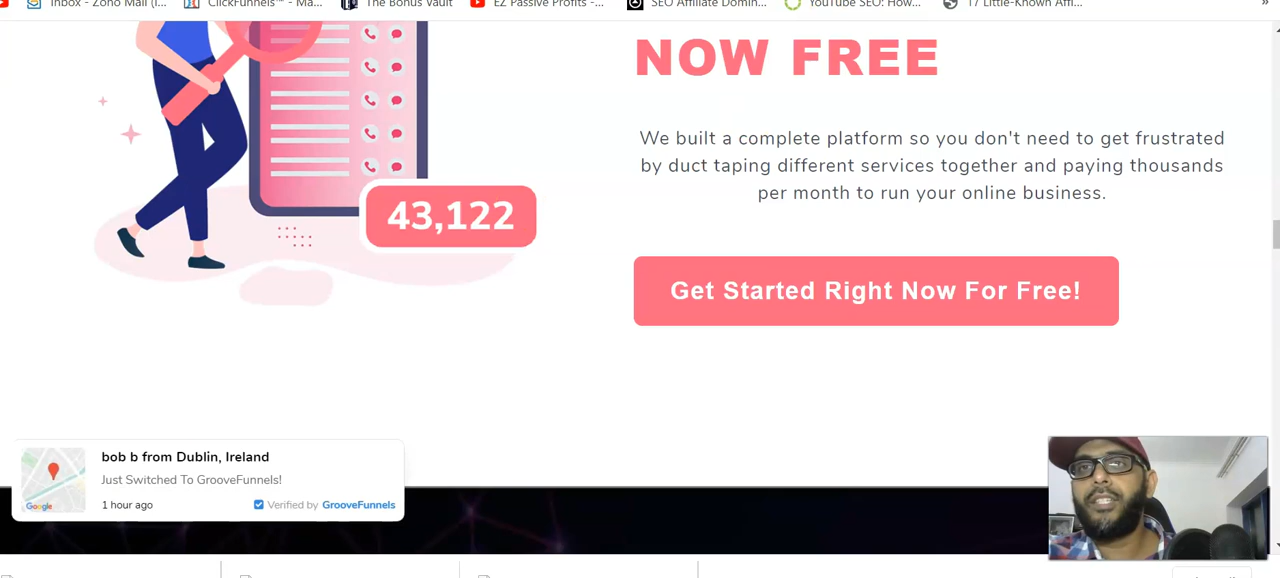 Inbox - Zoho Mail (I... ClickFunnels™ - Ma... The Bonus Vault EZ Passive Profits -... SEO Affiliate Domin... YouTube SEO: How... 17 Little-Known Affi... »
NOW FREE
We built a complete platform so you don't need to get frustrated
by duct taping different services together and paying thousands
per month to run your online business.
43,122
Get Started Right Now For Free!
bob b from Dublin, Ireland
Just Switched To GrooveFunnels!
Google
1 hour ago
Verified by GrooveFunnels